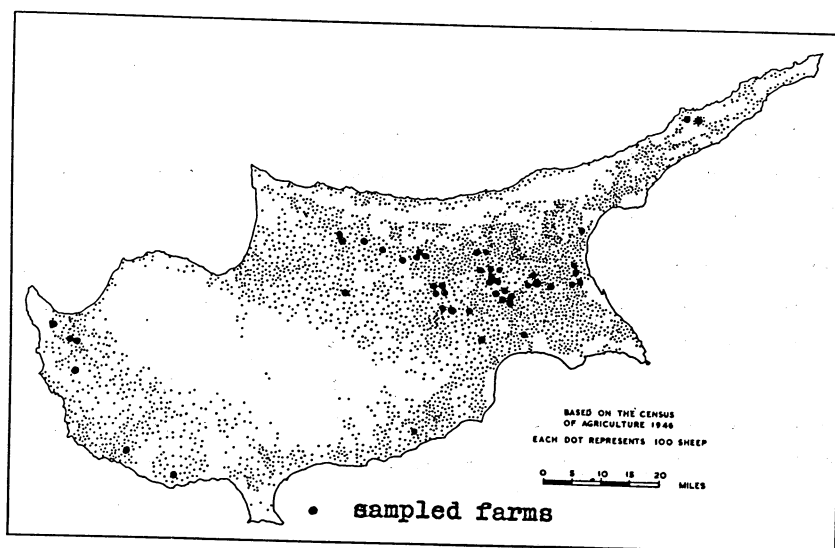 BASED ON THE CENSUS
OF AGRICULTURE 1946
EACH DOT REPRESENTS 100 SHEEP
0 5 10 15 20 MILES
sampled farms